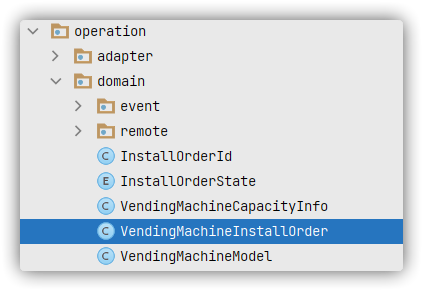 operation
adapter
domain
event
remote
C InstallOrderId
E InstallOrderState
C VendingMachineCapacityInfo
C VendingMachineInstallOrder
C VendingMachineModel